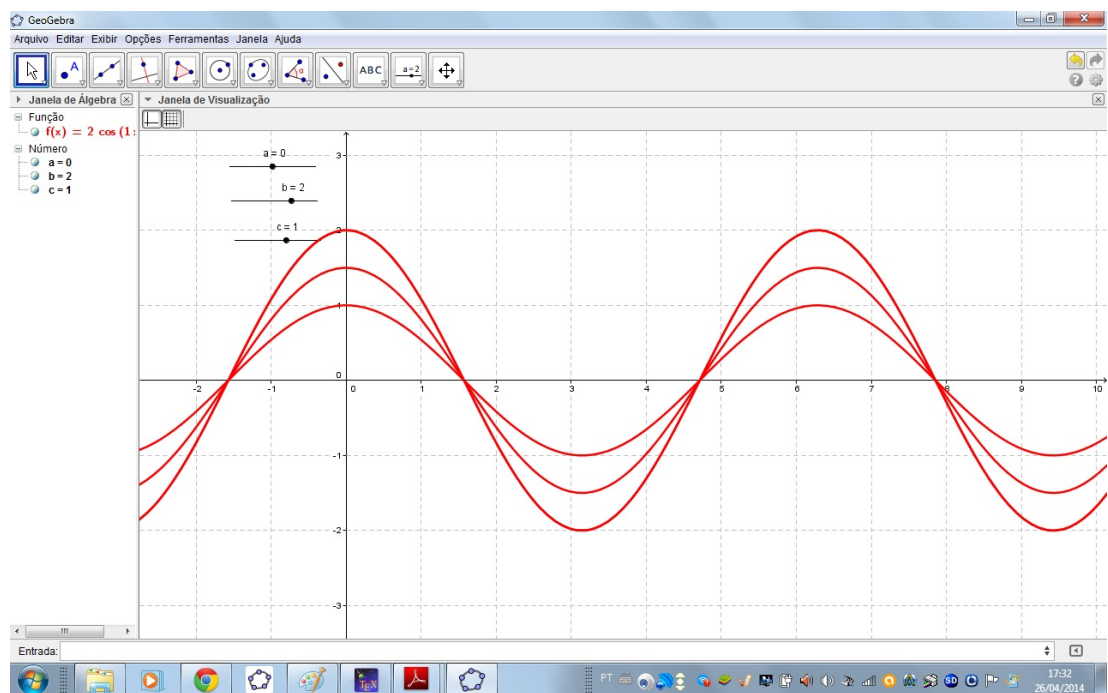 GeoGebra
Arquivo Editar Exibir Opções Ferramentas Janela Ajuda
A
α
ABC
a=2
Janela de Álgebra
Janela de Visualização
Função
f(x) = 2 cos (1
Número
a = 0
b = 2
c = 1
a = 0
b = 2
c = 1
3
2
1
0
-1
-2
-3
-2 -1 0 1 2 3 4 5 6 7 8 9 10
Entrada:
TEX
PT
SD
17:32
26/04/2014